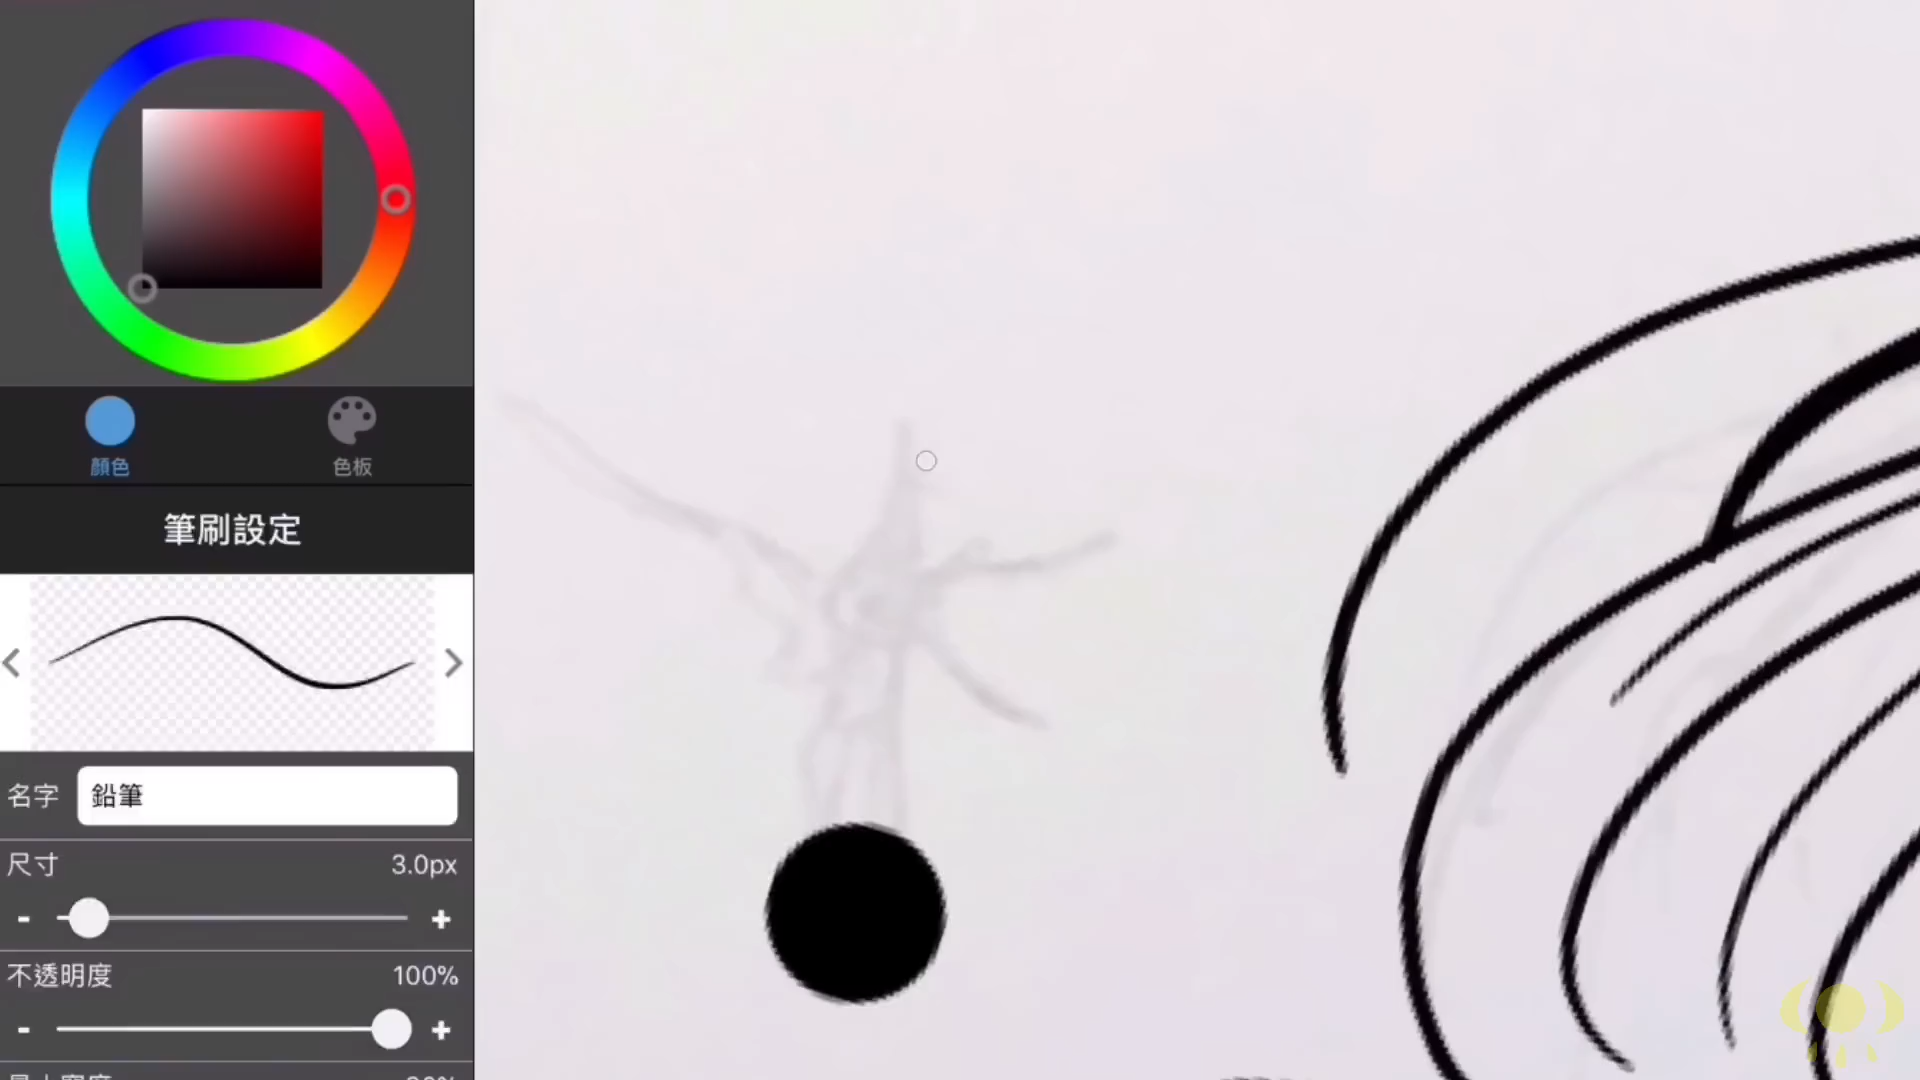 顏色
色板
筆刷設定
名字 鉛筆
尺寸 3.0px
- +
不透明度 100%
- +